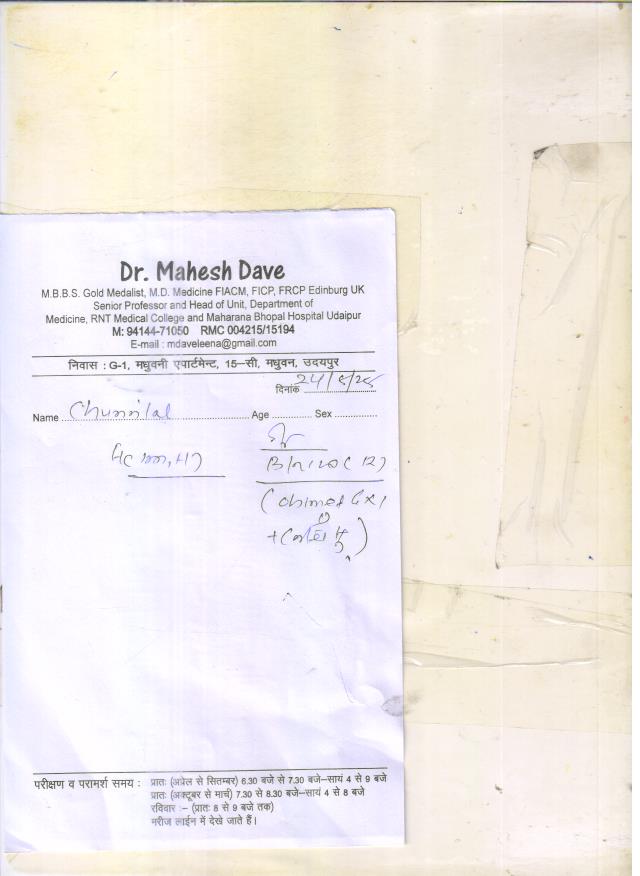 Dr. Mahesh Dave
M.B.B.S. Gold Medalist, M.D. Medicine FIACM, FICP, FRCP Edinburg UK
Senior Professor and Head of Unit, Department of
Medicine, RNT Medical College and Maharana Bhopal Hospital Udaipur
M: 94144-71050 RMC 004215/15194
E-mail : mdaveleena@gmail.com
निवास : G-1, मधुवनी एपार्टमेन्ट, 15-सी, मधुवन, उदयपुर
दिनांक
Name Chunnilal Age Sex
परीक्षण व परामर्श समय : प्रातः (अप्रेल से सितम्बर) 6.30 बजे से 7.30 बजे-सायं 4 से 9 बजे
प्रातः (अक्टूबर से मार्च) 7.30 से 8.30 बजे-सायं 4 से 8 बजे
रविवार :- (प्रातः 8 से 9 बजे तक)
मरीज लाईन में देखे जाते हैं।